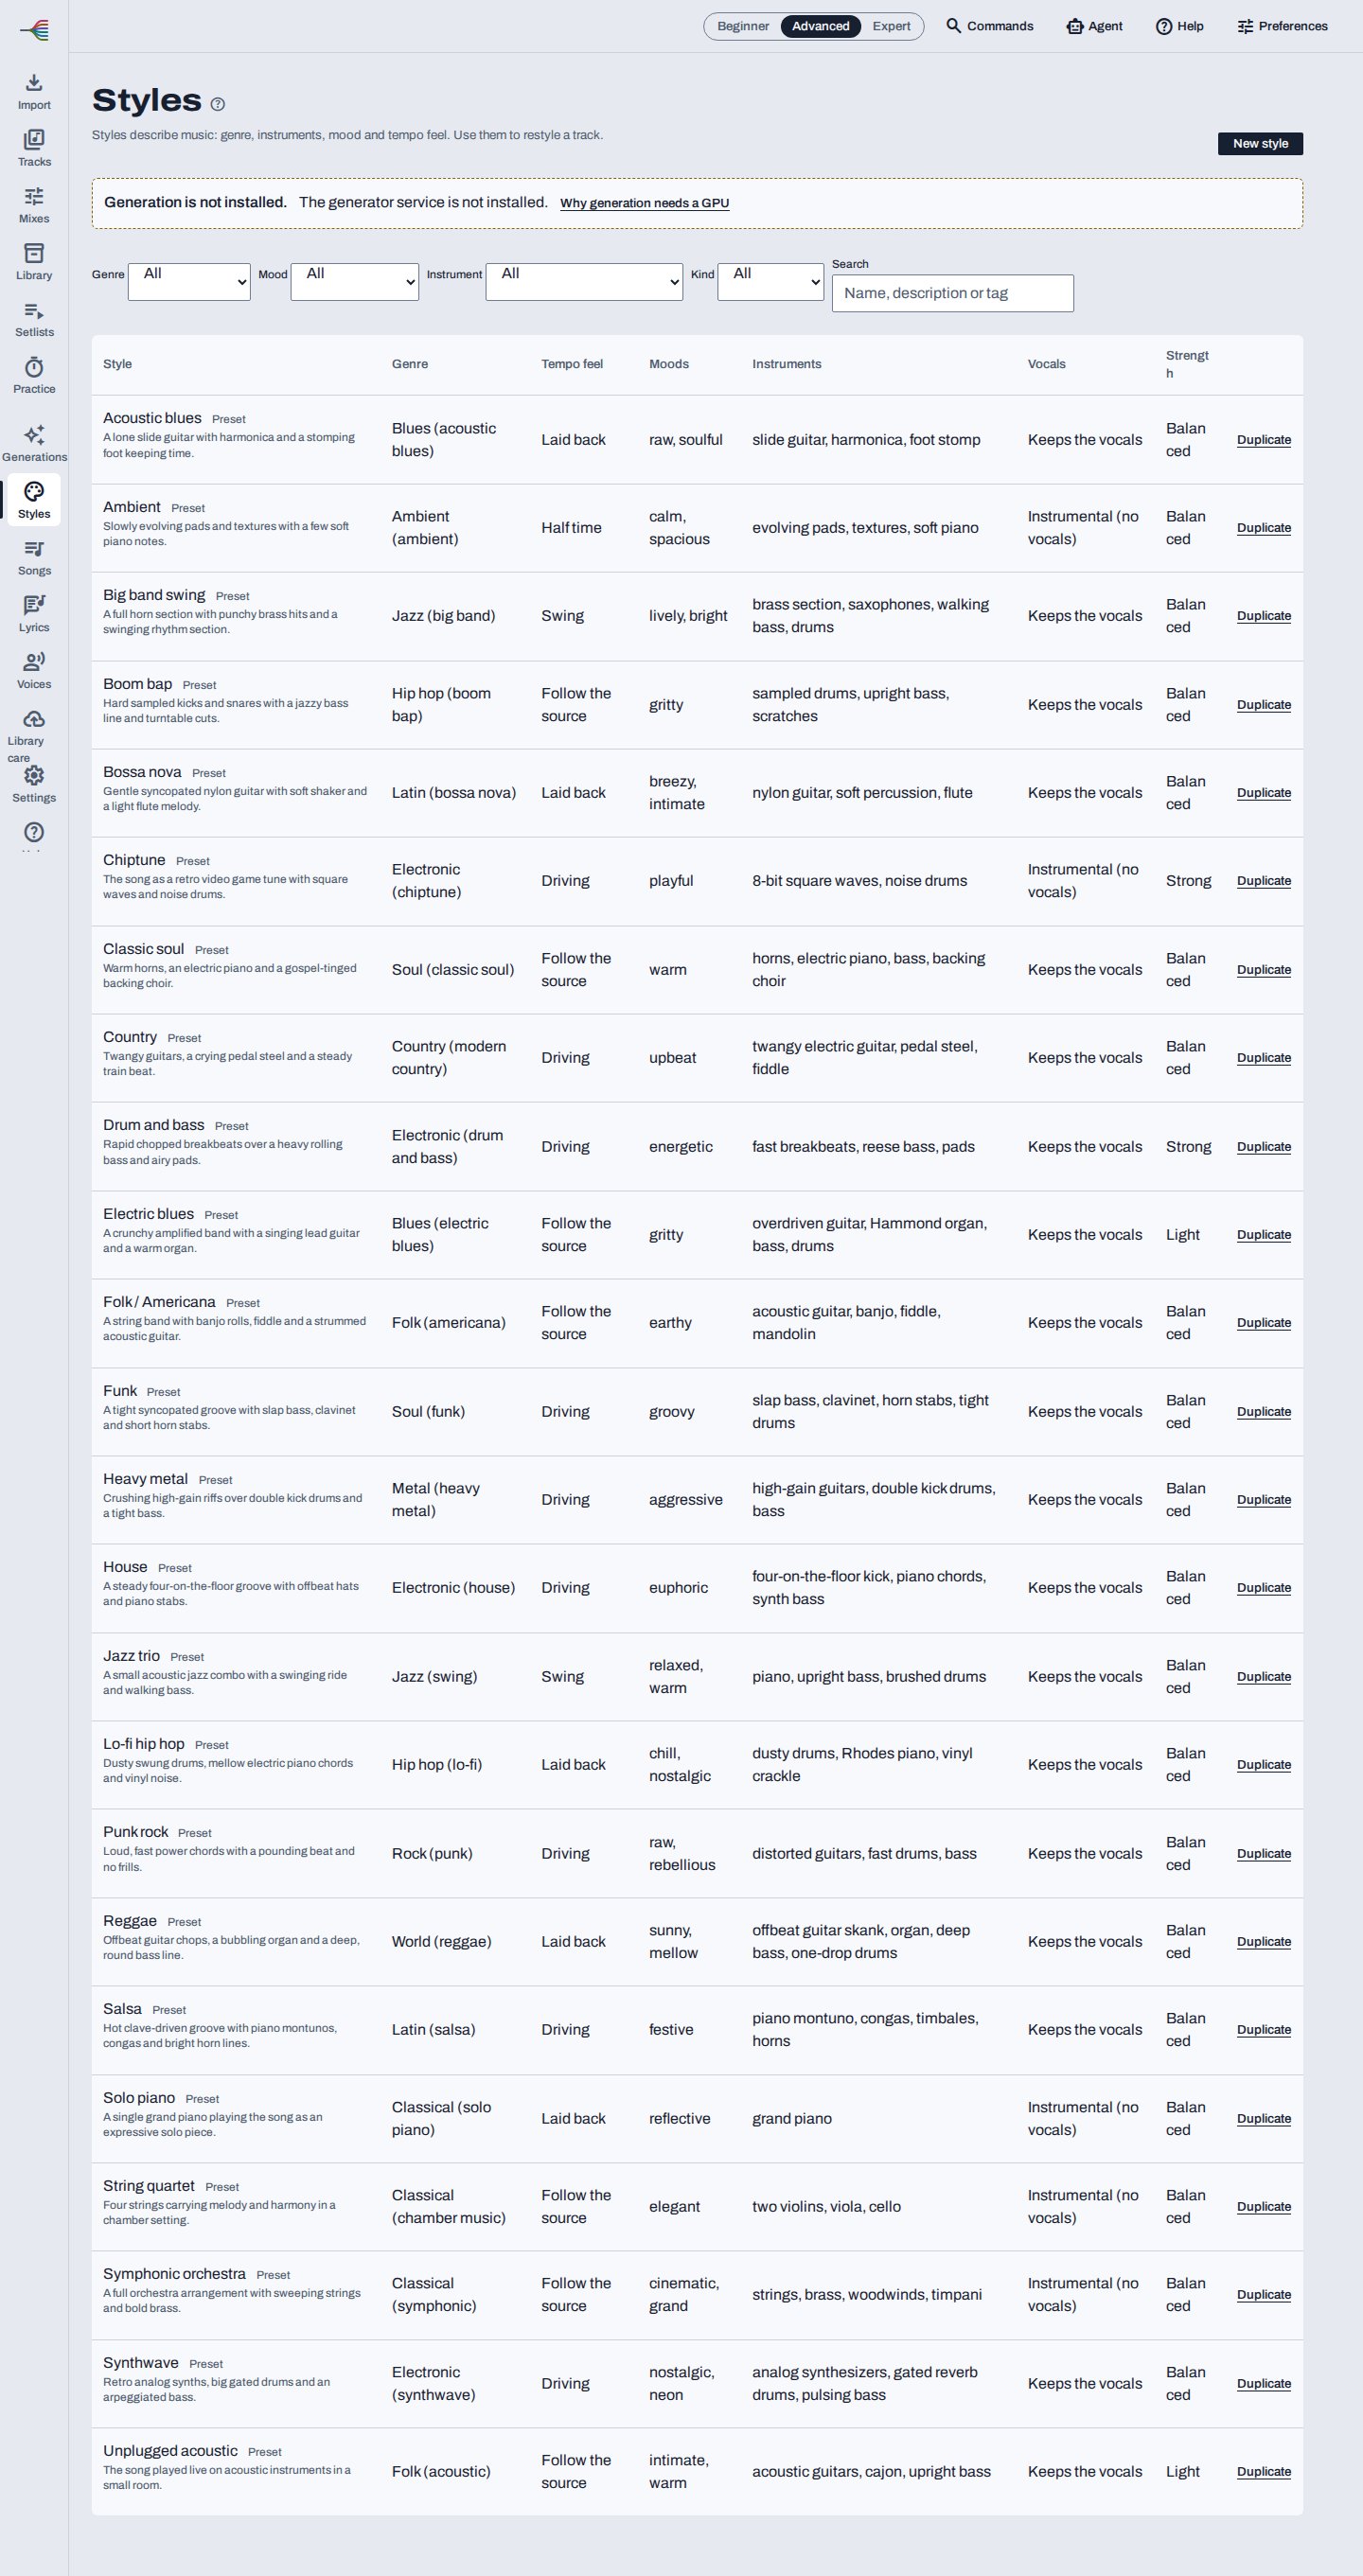 Beginner Advanced Expert Commands Agent Help Preferences
Import
Tracks
Mixes
Library
Setlists
Practice
Generations
Styles
Songs
Lyrics
Voices
Library
care
Settings
Styles
Styles describe music: genre, instruments, mood and tempo feel. Use them to restyle a track.
New style
Generation is not installed. The generator service is not installed. Why generation needs a GPU
Genre All Mood All Instrument All Kind All
Search
Name, description or tag
Style Genre Tempo feel Moods Instruments Vocals Strengt
h
Acoustic blues Preset
A lone slide guitar with harmonica and a stomping
foot keeping time.
Blues (acoustic
blues)
Laid back
raw, soulful
slide guitar, harmonica, foot stomp
Keeps the vocals
Balan
ced
Duplicate
Ambient Preset
Slowly evolving pads and textures with a few soft
piano notes.
Ambient
(ambient)
Half time
calm,
spacious
evolving pads, textures, soft piano
Instrumental (no
vocals)
Balan
ced
Duplicate
Big band swing Preset
A full horn section with punchy brass hits and a
swinging rhythm section.
Jazz (big band)
Swing
lively, bright
brass section, saxophones, walking
bass, drums
Keeps the vocals
Balan
ced
Duplicate
Boom bap Preset
Hard sampled kicks and snares with a jazzy bass
line and turntable cuts.
Hip hop (boom
bap)
Follow the
source
gritty
sampled drums, upright bass,
scratches
Keeps the vocals
Balan
ced
Duplicate
Bossa nova Preset
Gentle syncopated nylon guitar with soft shaker and
a light flute melody.
Latin (bossa nova)
Laid back
breezy,
intimate
nylon guitar, soft percussion, flute
Keeps the vocals
Balan
ced
Duplicate
Chiptune Preset
The song as a retro video game tune with square
waves and noise drums.
Electronic
(chiptune)
Driving
playful
8-bit square waves, noise drums
Instrumental (no
vocals)
Strong
Duplicate
Classic soul Preset
Warm horns, an electric piano and a gospel-tinged
backing choir.
Soul (classic soul)
Follow the
source
warm
horns, electric piano, bass, backing
choir
Keeps the vocals
Balan
ced
Duplicate
Country Preset
Twangy guitars, a crying pedal steel and a steady
train beat.
Country (modern
country)
Driving
upbeat
twangy electric guitar, pedal steel,
fiddle
Keeps the vocals
Balan
ced
Duplicate
Drum and bass Preset
Rapid chopped breakbeats over a heavy rolling
bass and airy pads.
Electronic (drum
and bass)
Driving
energetic
fast breakbeats, reese bass, pads
Keeps the vocals
Strong
Duplicate
Electric blues Preset
A crunchy amplified band with a singing lead guitar
and a warm organ.
Blues (electric
blues)
Follow the
source
gritty
overdriven guitar, Hammond organ,
bass, drums
Keeps the vocals
Light
Duplicate
Folk / Americana Preset
A string band with banjo rolls, fiddle and a strummed
acoustic guitar.
Folk (americana)
Follow the
source
earthy
acoustic guitar, banjo, fiddle,
mandolin
Keeps the vocals
Balan
ced
Duplicate
Funk Preset
A tight syncopated groove with slap bass, clavinet
and short horn stabs.
Soul (funk)
Driving
groovy
slap bass, clavinet, horn stabs, tight
drums
Keeps the vocals
Balan
ced
Duplicate
Heavy metal Preset
Crushing high-gain riffs over double kick drums and
a tight bass.
Metal (heavy
metal)
Driving
aggressive
high-gain guitars, double kick drums,
bass
Keeps the vocals
Balan
ced
Duplicate
House Preset
A steady four-on-the-floor groove with offbeat hats
and piano stabs.
Electronic (house)
Driving
euphoric
four-on-the-floor kick, piano chords,
synth bass
Keeps the vocals
Balan
ced
Duplicate
Jazz trio Preset
A small acoustic jazz combo with a swinging ride
and walking bass.
Jazz (swing)
Swing
relaxed,
warm
piano, upright bass, brushed drums
Keeps the vocals
Balan
ced
Duplicate
Lo-fi hip hop Preset
Dusty swung drums, mellow electric piano chords
and vinyl noise.
Hip hop (lo-fi)
Laid back
chill,
nostalgic
dusty drums, Rhodes piano, vinyl
crackle
Keeps the vocals
Balan
ced
Duplicate
Punk rock Preset
Loud, fast power chords with a pounding beat and
no frills.
Rock (punk)
Driving
raw,
rebellious
distorted guitars, fast drums, bass
Keeps the vocals
Balan
ced
Duplicate
Reggae Preset
Offbeat guitar chops, a bubbling organ and a deep,
round bass line.
World (reggae)
Laid back
sunny,
mellow
offbeat guitar skank, organ, deep
bass, one-drop drums
Keeps the vocals
Balan
ced
Duplicate
Salsa Preset
Hot clave-driven groove with piano montunos,
congas and bright horn lines.
Latin (salsa)
Driving
festive
piano montuno, congas, timbales,
horns
Keeps the vocals
Balan
ced
Duplicate
Solo piano Preset
A single grand piano playing the song as an
expressive solo piece.
Classical (solo
piano)
Laid back
reflective
grand piano
Instrumental (no
vocals)
Balan
ced
Duplicate
String quartet Preset
Four strings carrying melody and harmony in a
chamber setting.
Classical
(chamber music)
Follow the
source
elegant
two violins, viola, cello
Instrumental (no
vocals)
Balan
ced
Duplicate
Symphonic orchestra Preset
A full orchestra arrangement with sweeping strings
and bold brass.
Classical
(symphonic)
Follow the
source
cinematic,
grand
strings, brass, woodwinds, timpani
Instrumental (no
vocals)
Balan
ced
Duplicate
Synthwave Preset
Retro analog synths, big gated drums and an
arpeggiated bass.
Electronic
(synthwave)
Driving
nostalgic,
neon
analog synthesizers, gated reverb
drums, pulsing bass
Keeps the vocals
Balan
ced
Duplicate
Unplugged acoustic Preset
The song played live on acoustic instruments in a
small room.
Folk (acoustic)
Follow the
source
intimate,
warm
acoustic guitars, cajon, upright bass
Keeps the vocals
Light
Duplicate